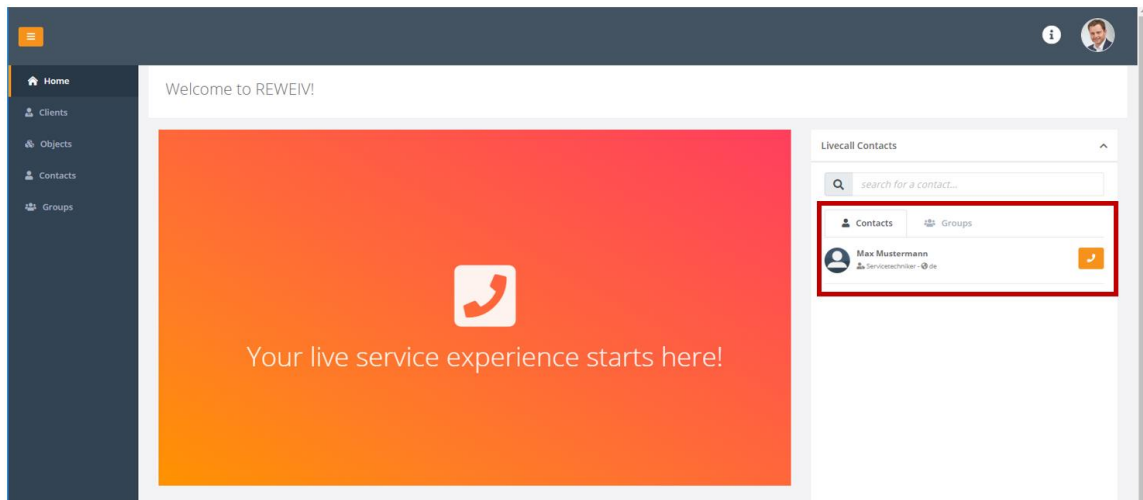 Home
Clients
Objects
Contacts
Groups
Welcome to REWEIV!
Your live service experience starts here!
Livecall Contacts
search for a contact...
Contacts Groups
Max Mustermann
Servicetechniker - de